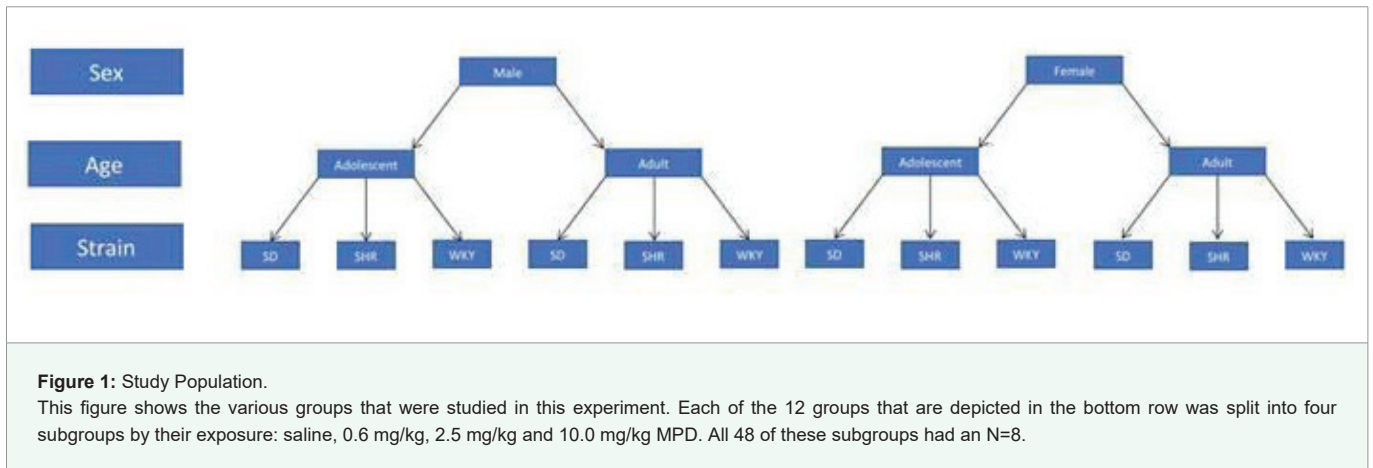 Sex
Male
Female
Age
Adolescent
Adult
Adolescent
Adult
Strain
SD
SHR
WKY
SD
SHR
WKY
SD
SHR
WKY
SD
SHR
WKY
Figure 1: Study Population.
This figure shows the various groups that were studied in this experiment. Each of the 12 groups that are depicted in the bottom row was split into four
subgroups by their exposure: saline, 0.6 mg/kg, 2.5 mg/kg and 10.0 mg/kg MPD. All 48 of these subgroups had an N=8.